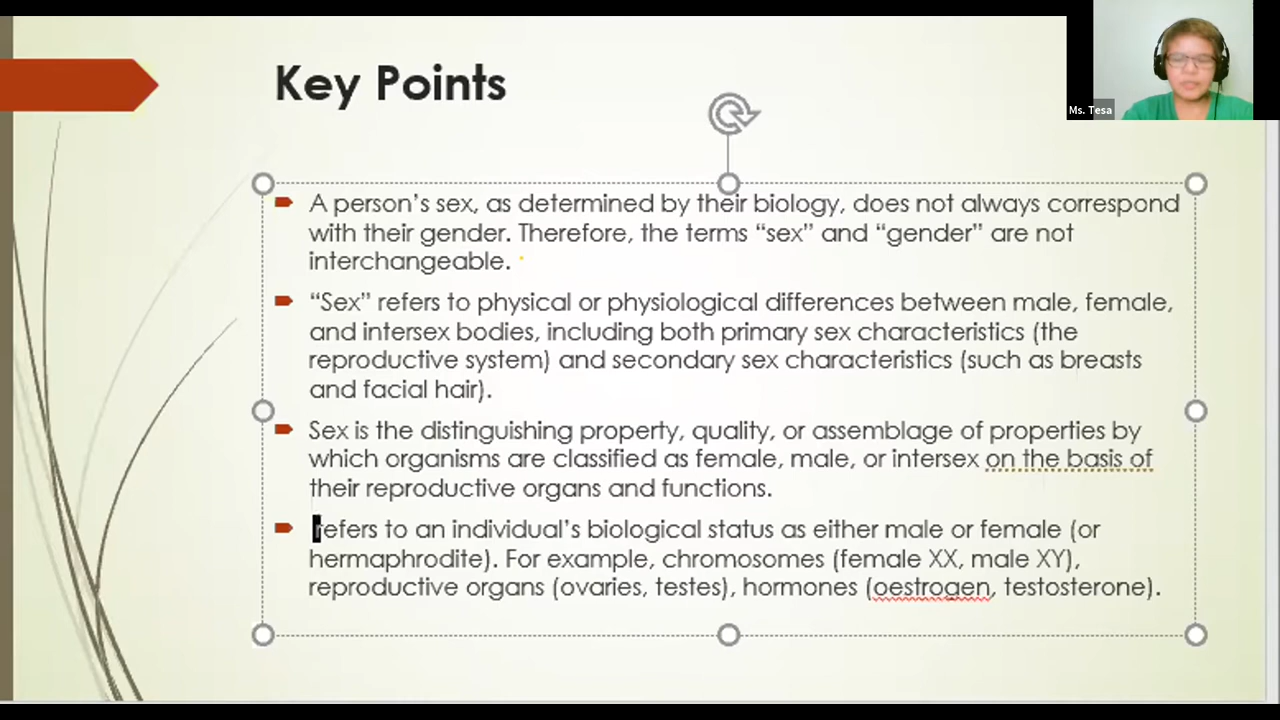 Key Points
Ms. Tesa
A person's sex, as determined by their biology, does not always correspond
with their gender. Therefore, the terms “sex” and “gender” are not
interchangeable.
“Sex” refers to physical or physiological differences between male, female,
and intersex bodies, including both primary sex characteristics (the
reproductive system) and secondary sex characteristics (such as breasts
and facial hair).
Sex is the distinguishing property, quality, or assemblage of properties by
which organisms are classified as female, male, or intersex on the basis of
their reproductive organs and functions.
refers to an individual's biological status as either male or female (or
hermaphrodite). For example, chromosomes (female XX, male XY),
reproductive organs (ovaries, testes), hormones (oestrogen, testosterone).